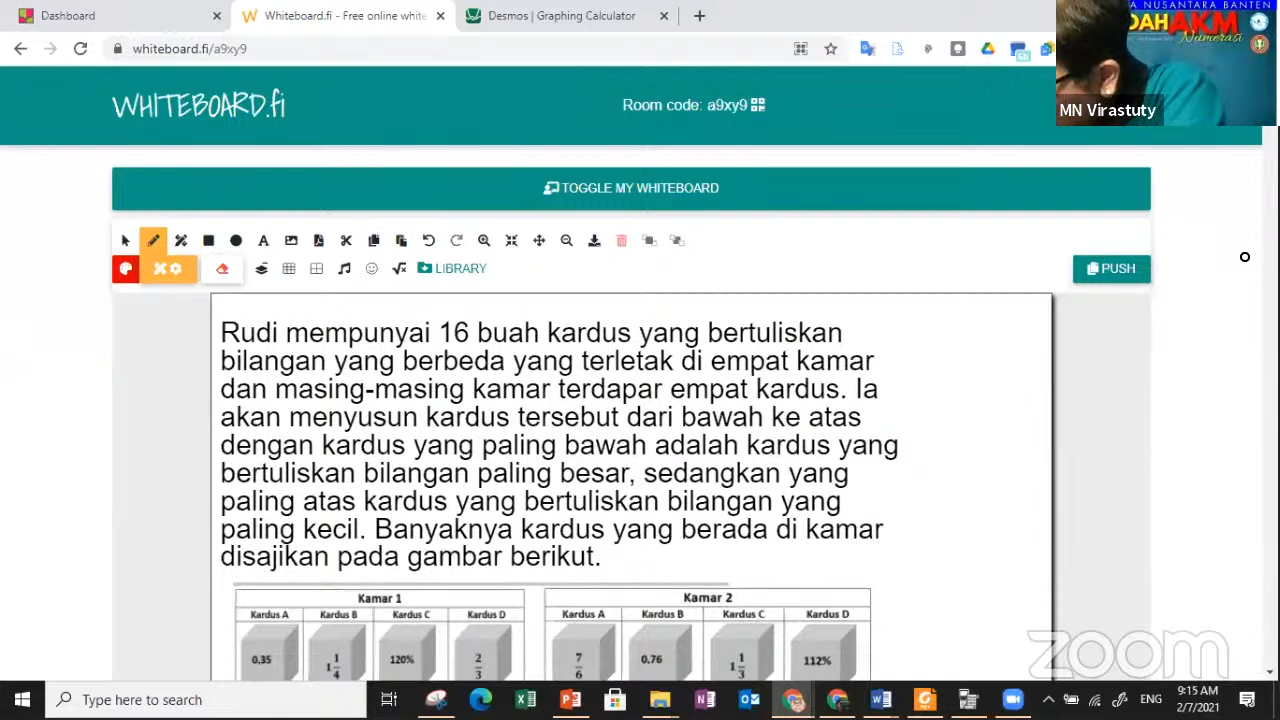 Dashboard
Whiteboard.fi - Free online white
Desmos | Graphing Calculator
whiteboard.fi/a9xy9
A NUSANTARA BANTEN
DAHAKM
Numerasi
MN Virastuty
WHITEBOARD.fi
Room code: a9xy9
TOGGLE MY WHITEBOARD
LIBRARY
PUSH
Rudi mempunyai 16 buah kardus yang bertuliskan
bilangan yang berbeda yang terletak di empat kamar
dan masing-masing kamar terdapar empat kardus. Ia
akan menyusun kardus tersebut dari bawah ke atas
dengan kardus yang paling bawah adalah kardus yang
bertuliskan bilangan paling besar, sedangkan yang
paling atas kardus yang bertuliskan bilangan yang
paling kecil. Banyaknya kardus yang berada di kamar
disajikan pada gambar berikut.
Kamar 1
Kardus A Kardus B Kardus C Kardus D
0,35 1 1/4 120% 2/3
Kamar 2
Kardus A Kardus B Kardus C Kardus D
7/6 0.76 1 1/3 112%
zoom
Type here to search
ENG
9:15 AM
2/7/2021